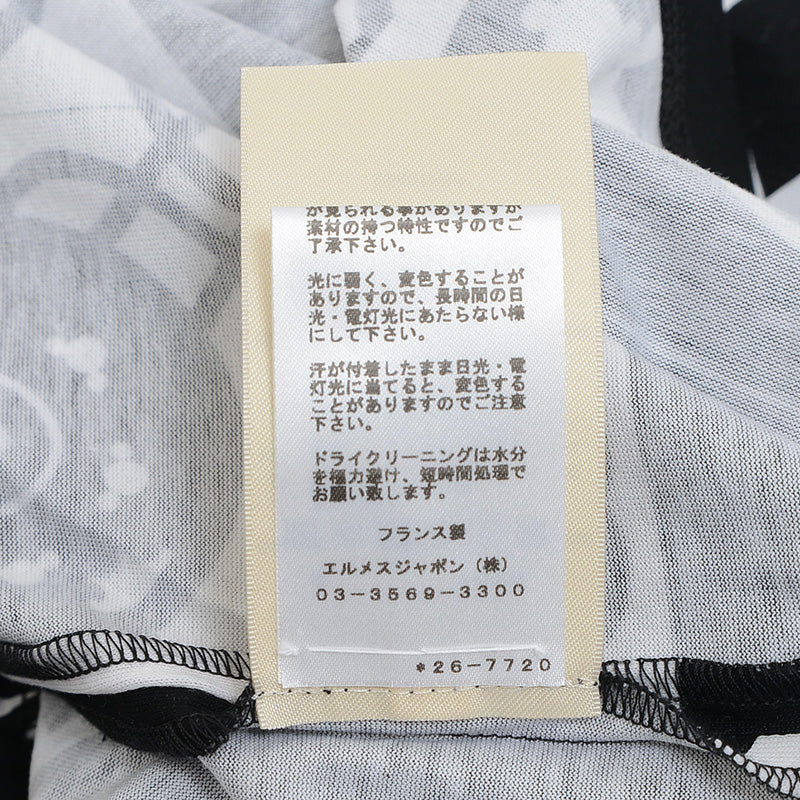 が見られる事がありますが
素材の持つ特性ですのでご
了承下さい。
光に弱く、変色することが
ありますので、長時間の日
光・電灯光にあたらない様
にして下さい。
汗が付着したまま日光・電
灯光に当てると、変色する
ことがありますのでご注意
下さい。
ドライクリーニングは水分
を極力避け、短時間処理で
お願い致します。
フランス製
エルメスジャポン（株）
03-3569-3300
*26-7720